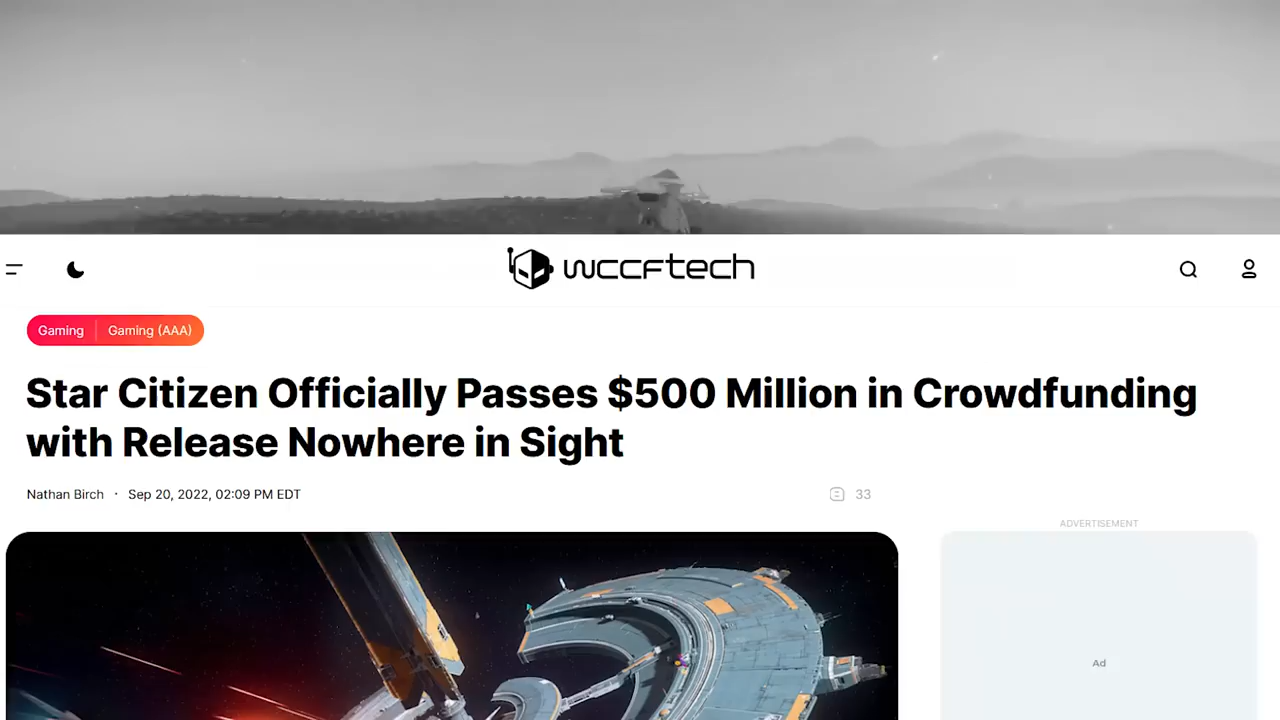 wccftech
Gaming
Gaming (AAA)
Star Citizen Officially Passes $500 Million in Crowdfunding
with Release Nowhere in Sight
Nathan Birch · Sep 20, 2022, 02:09 PM EDT
33
ADVERTISEMENT
Ad